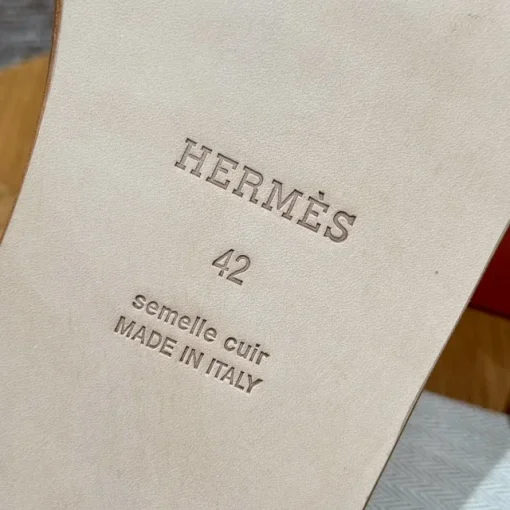 HERMÈS
42
semelle cuir
MADE IN ITALY